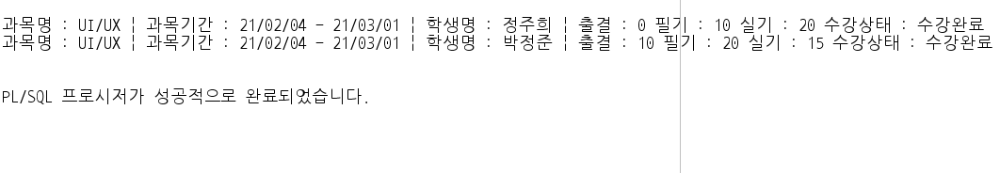 과목명 : UI/UX ¦ 과목기간 : 21/02/04 - 21/03/01 ¦ 학생명 : 정주희 ¦ 출결 : 0 필기 : 10 실기 : 20 수강상태 : 수강완료
과목명 : UI/UX ¦ 과목기간 : 21/02/04 - 21/03/01 ¦ 학생명 : 박정준 ¦ 출결 : 10 필기 : 20 실기 : 15 수강상태 : 수강완료
PL/SQL 프로시저가 성공적으로 완료되었습니다.